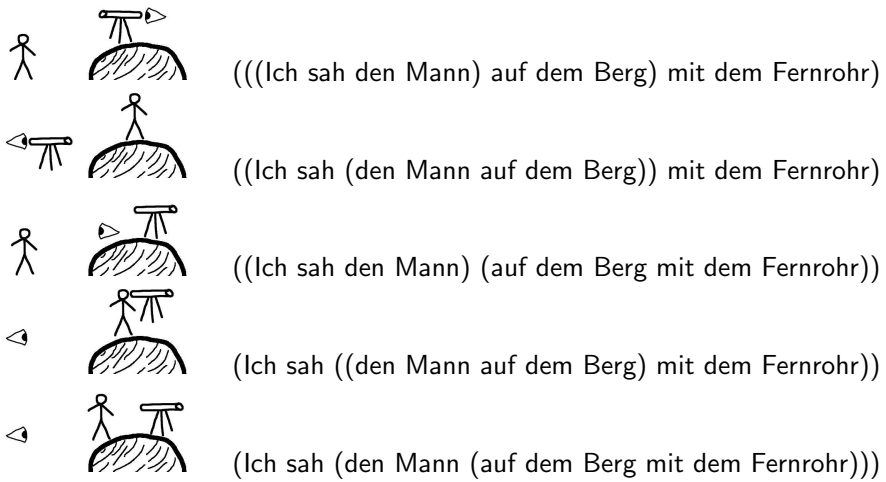 (((Ich sah den Mann) auf dem Berg) mit dem Fernrohr)
((Ich sah (den Mann auf dem Berg)) mit dem Fernrohr)
((Ich sah den Mann) (auf dem Berg mit dem Fernrohr))
(Ich sah ((den Mann auf dem Berg) mit dem Fernrohr))
(Ich sah (den Mann (auf dem Berg mit dem Fernrohr)))